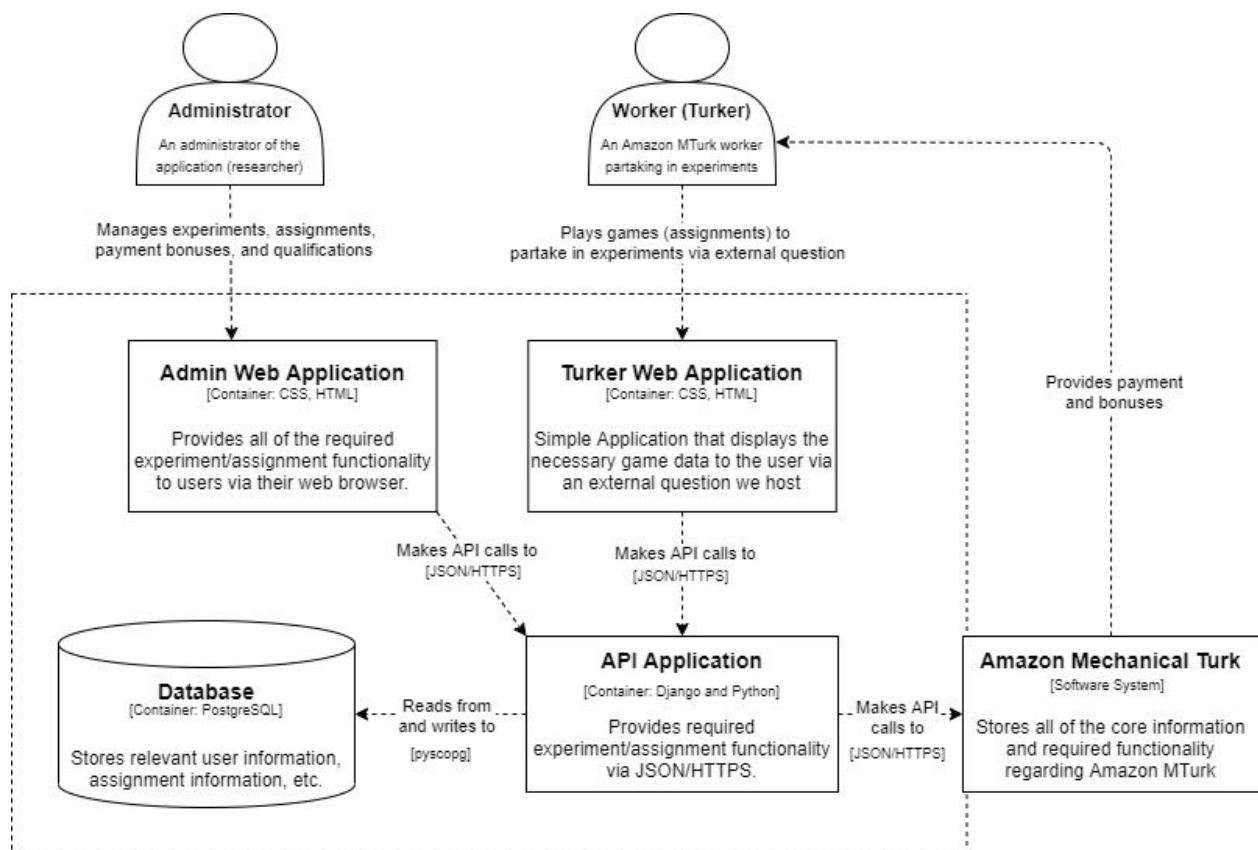 Administrator
An administrator of the
application (researcher)
Worker (Turker)
An Amazon MTurk worker
partaking in experiments
Manages experiments, assignments,
payment bonuses, and qualifications
Plays games (assignments) to
partake in experiments via external question
Provides payment
and bonuses
Admin Web Application
[Container: CSS, HTML]
Provides all of the required
experiment/assignment functionality
to users via their web browser.
Turker Web Application
[Container: CSS, HTML]
Simple Application that displays the
necessary game data to the user via
an external question we host
Makes API calls to
[JSON/HTTPS]
Makes API calls to
[JSON/HTTPS]
Database
[Container: PostgreSQL]
Stores relevant user information,
assignment information, etc.
Reads from
and writes to
[pyscopg]
API Application
[Container: Django and Python]
Provides required
experiment/assignment functionality
via JSON/HTTPS.
Makes API
calls to
[JSON/HTTPS]
Amazon Mechanical Turk
[Software System]
Stores all of the core information
and required functionality
regarding Amazon MTurk